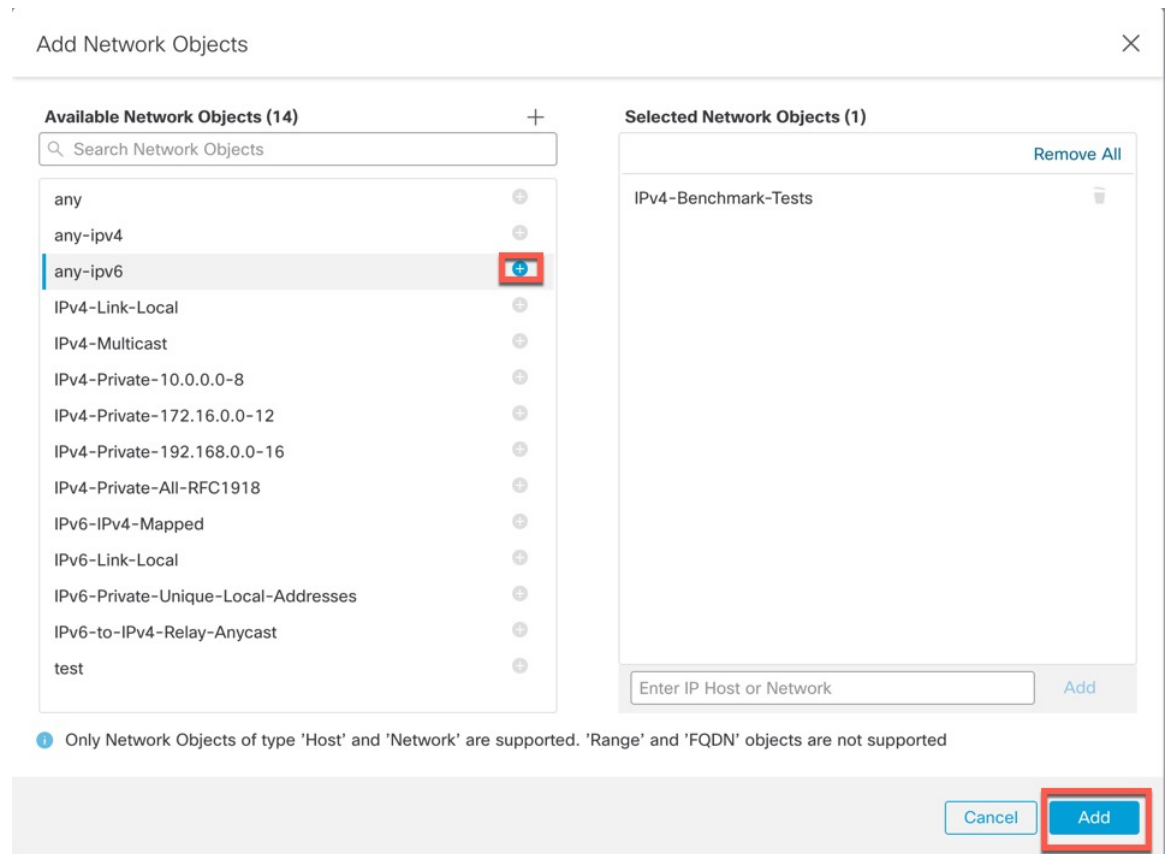 Add Network Objects
Available Network Objects (14)
Search Network Objects
any
any-ipv4
any-ipv6
IPv4-Link-Local
IPv4-Multicast
IPv4-Private-10.0.0.0-8
IPv4-Private-172.16.0.0-12
IPv4-Private-192.168.0.0-16
IPv4-Private-All-RFC1918
IPv6-IPv4-Mapped
IPv6-Link-Local
IPv6-Private-Unique-Local-Addresses
IPv6-to-IPv4-Relay-Anycast
test
Selected Network Objects (1)
Remove All
IPv4-Benchmark-Tests
Enter IP Host or Network Add
Only Network Objects of type 'Host' and 'Network' are supported. 'Range' and 'FQDN' objects are not supported
Cancel Add